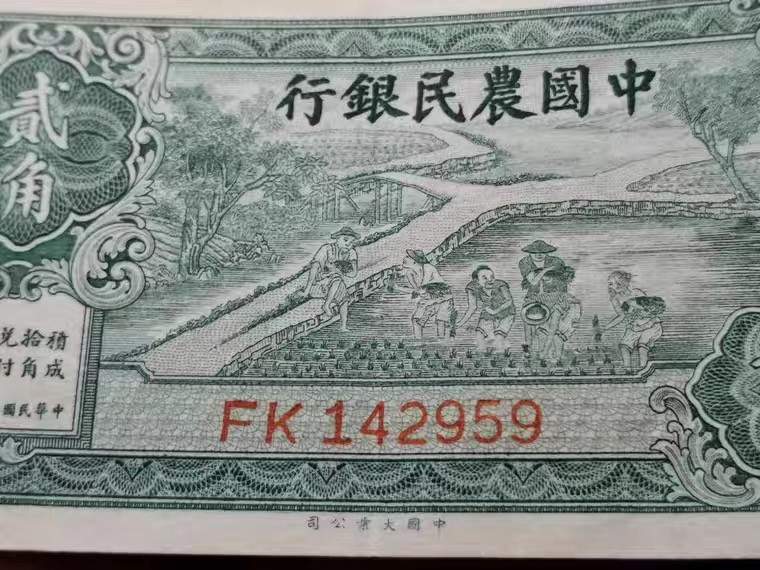 中國農民銀行
貳角
積成
拾角
兌付
中華民國
FK 142959
中國大業公司